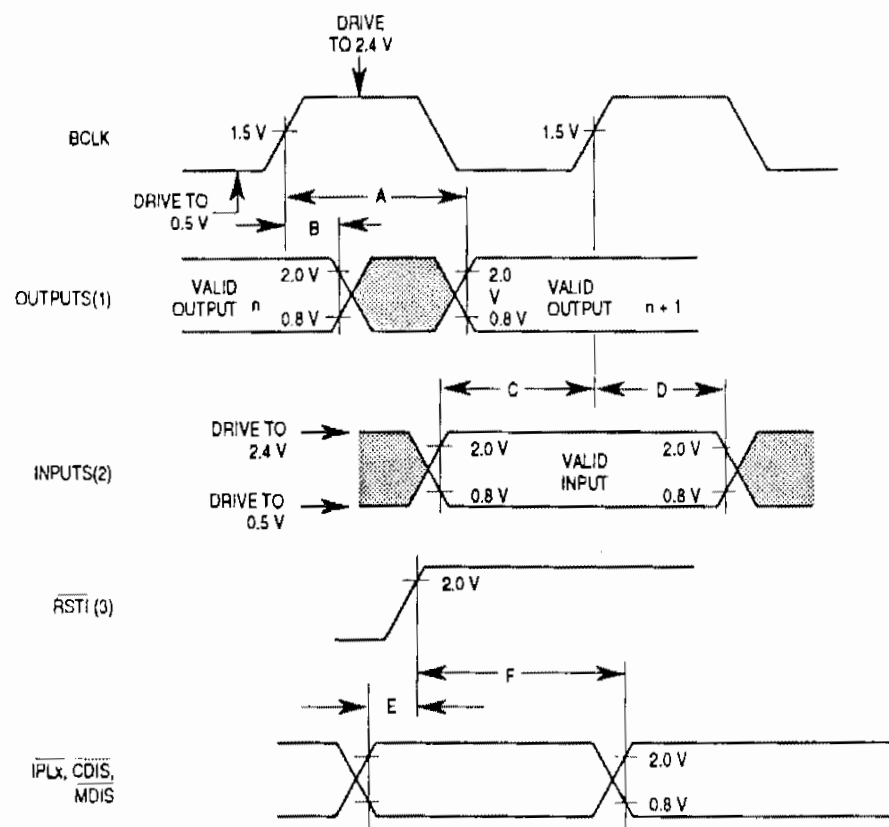 DRIVE
TO 2.4 V
BCLK
1.5 V
1.5 V
DRIVE TO
0.5 V
A
B
OUTPUTS(1)
VALID
OUTPUT n
2.0 V
0.8 V
2.0
V
0.8 V
VALID
OUTPUT n + 1
C
D
DRIVE TO
2.4 V
INPUTS(2)
DRIVE TO
0.5 V
2.0 V
0.8 V
VALID
INPUT
2.0 V
0.8 V
RSTI (3)
2.0 V
F
E
IPLx, CDIS,
MDIS
2.0 V
0.8 V